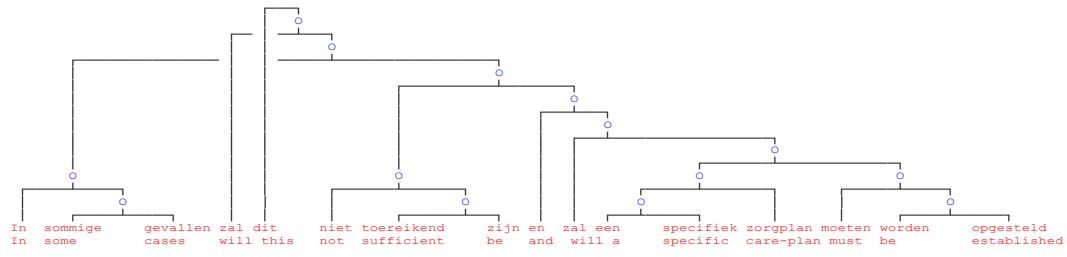 In sommige gevallen zal dit niet toereikend zijn en zal een specifiek zorgplan moeten worden opgesteld
In some cases will this not sufficient be and will a specific care-plan must be established